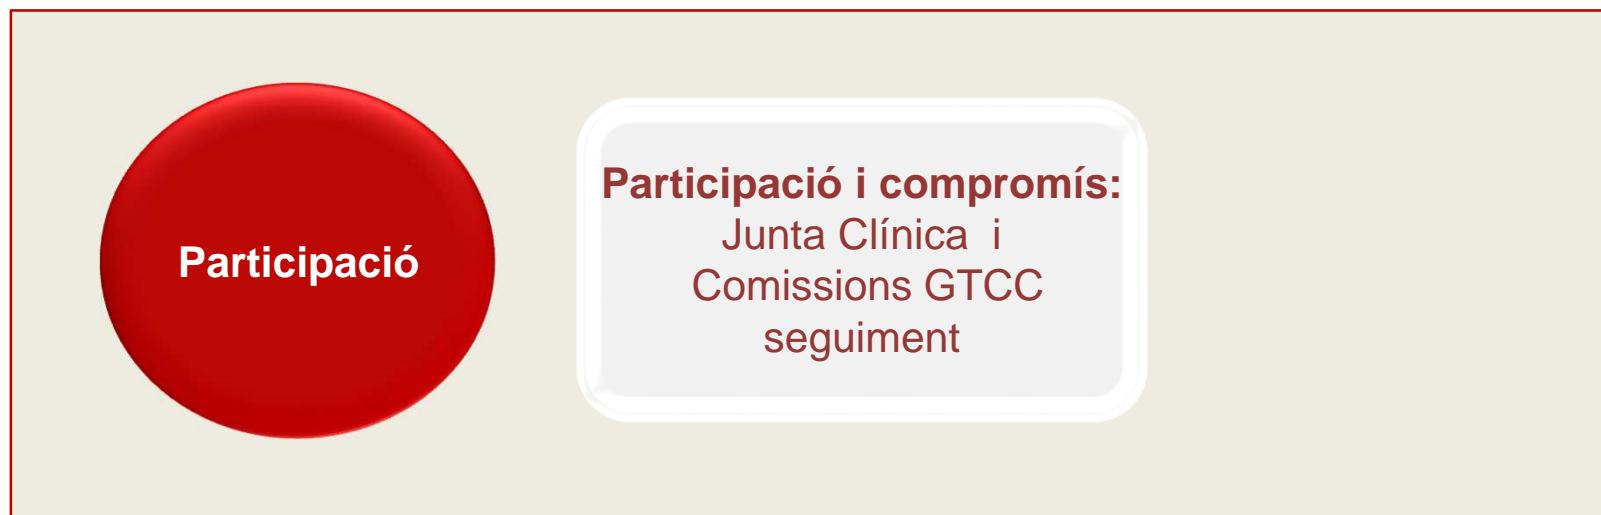 Participació
Participació i compromís:
Junta Clínica i
Comissions GTCC
seguiment